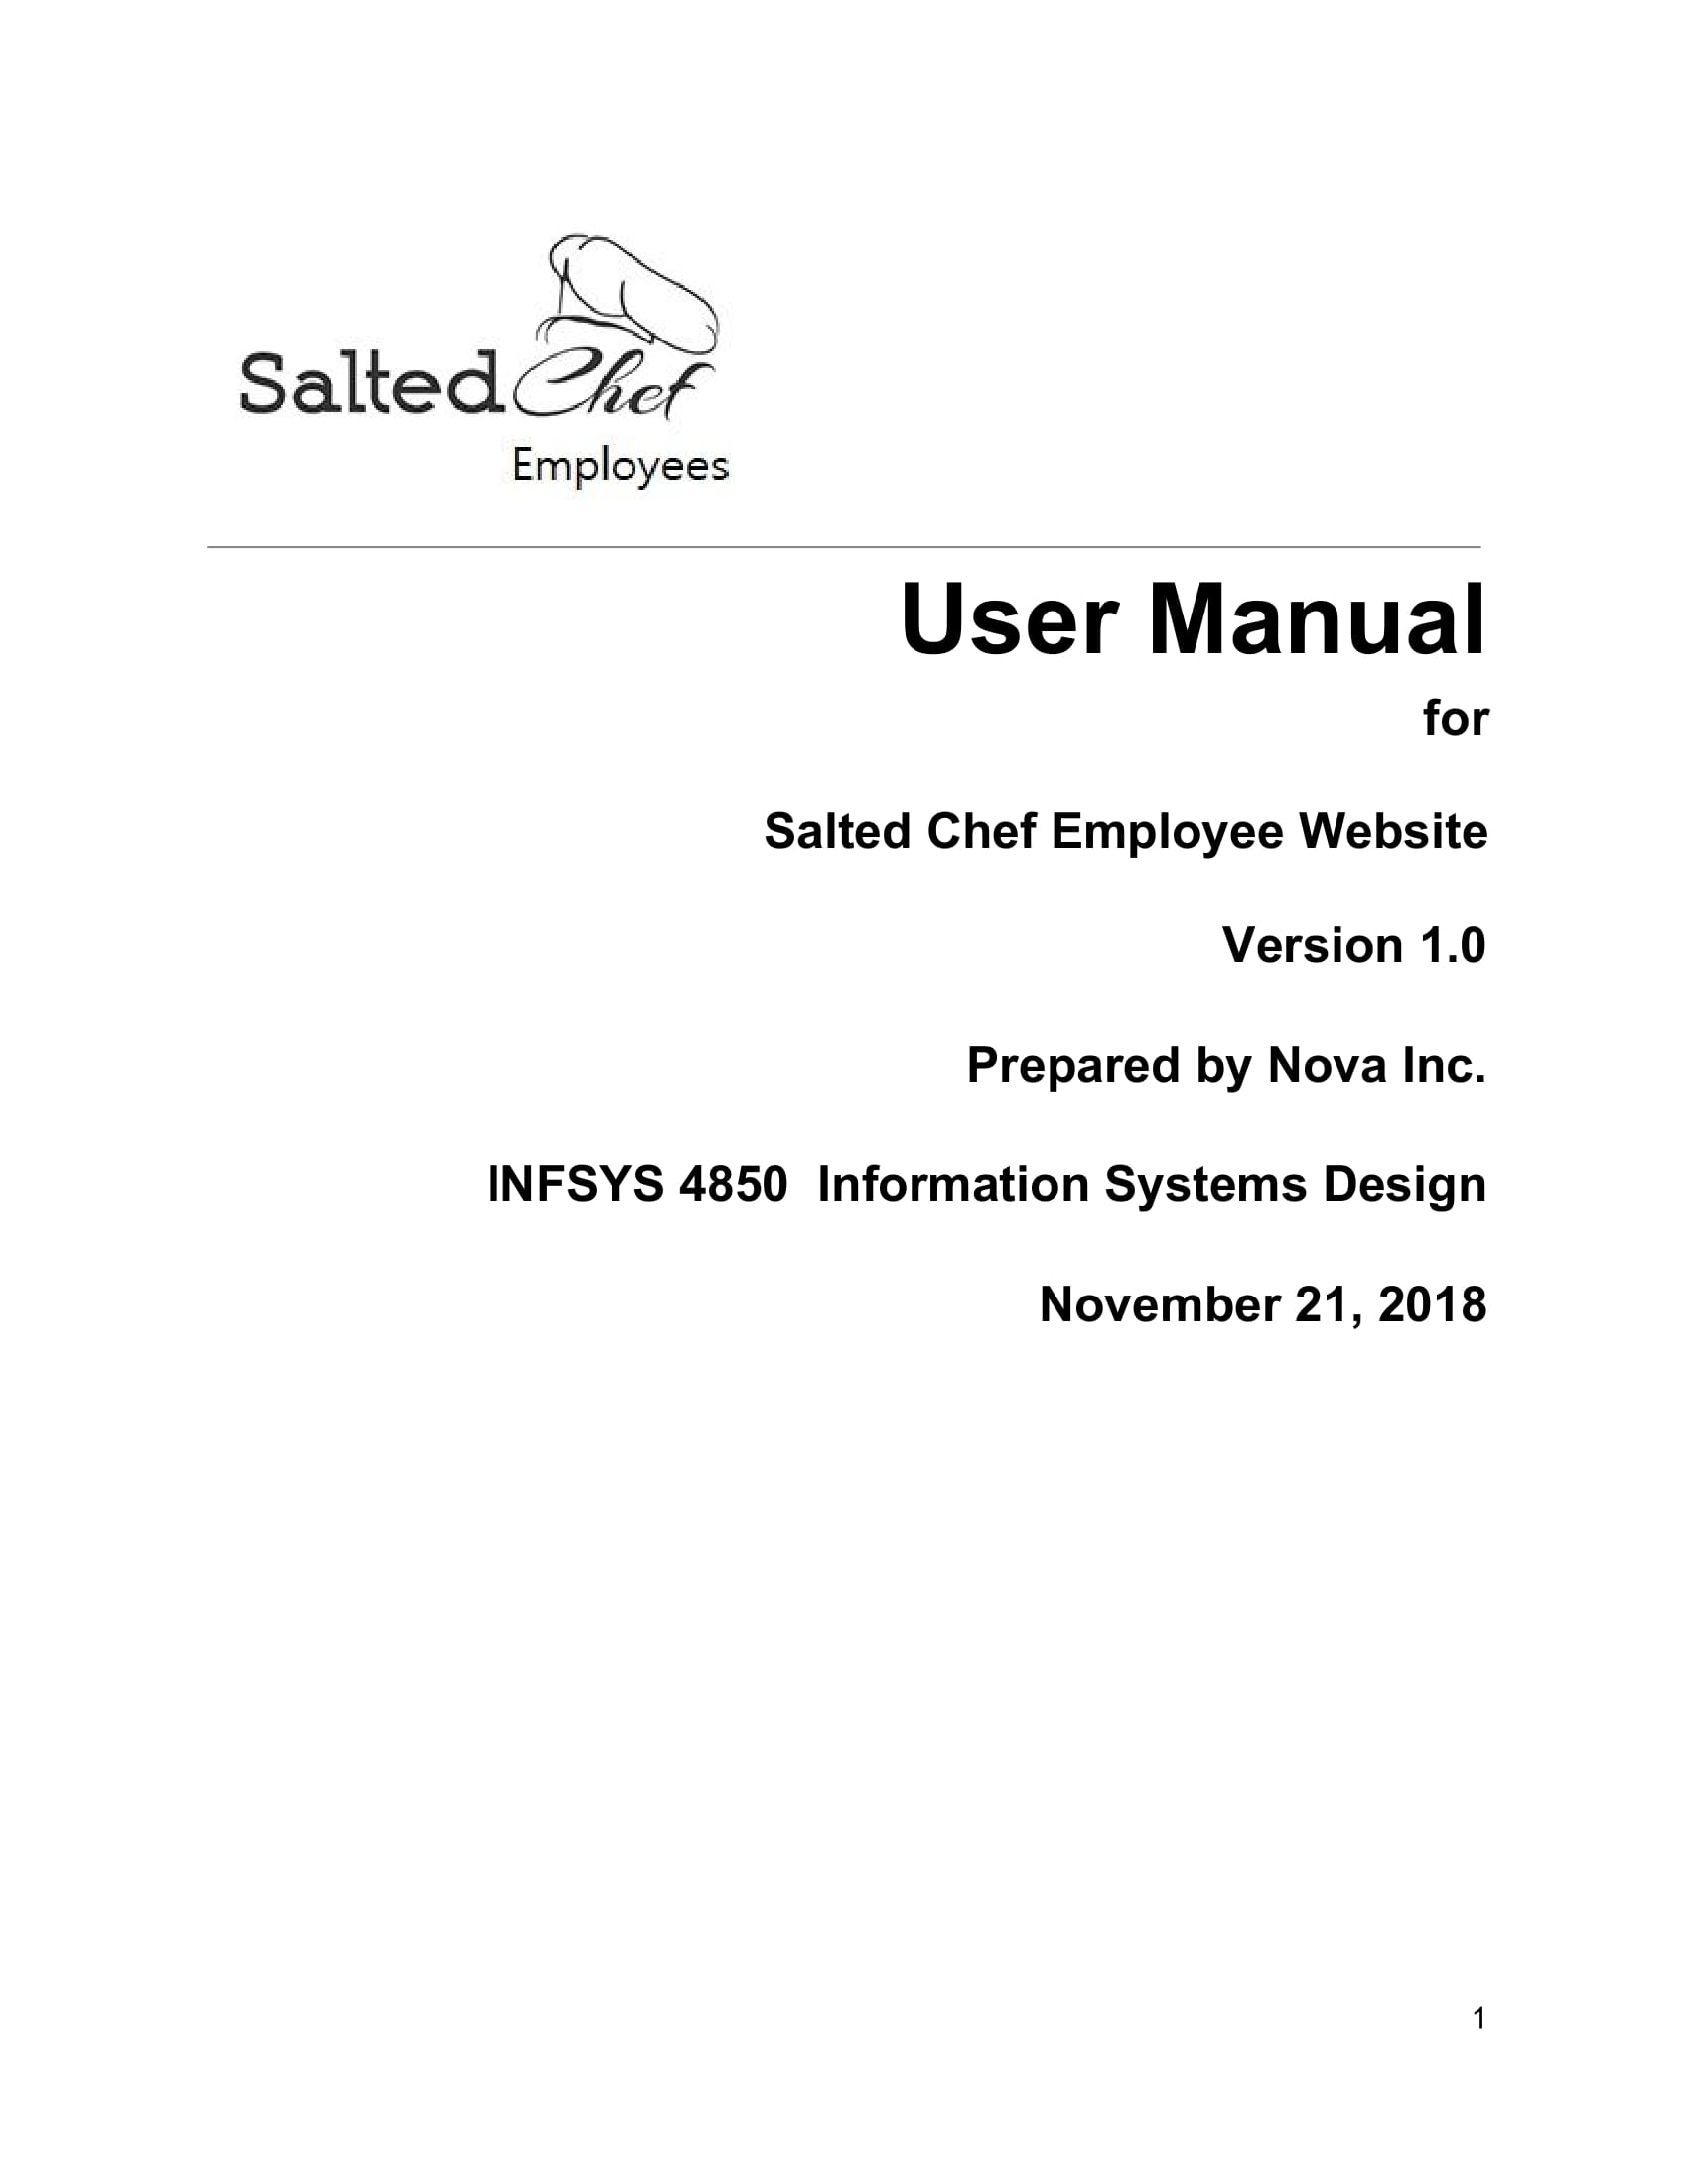 Salted Chef
Employees
User Manual
for
Salted Chef Employee Website
Version 1.0
Prepared by Nova Inc.
INFSYS 4850  Information Systems Design
November 21, 2018
1